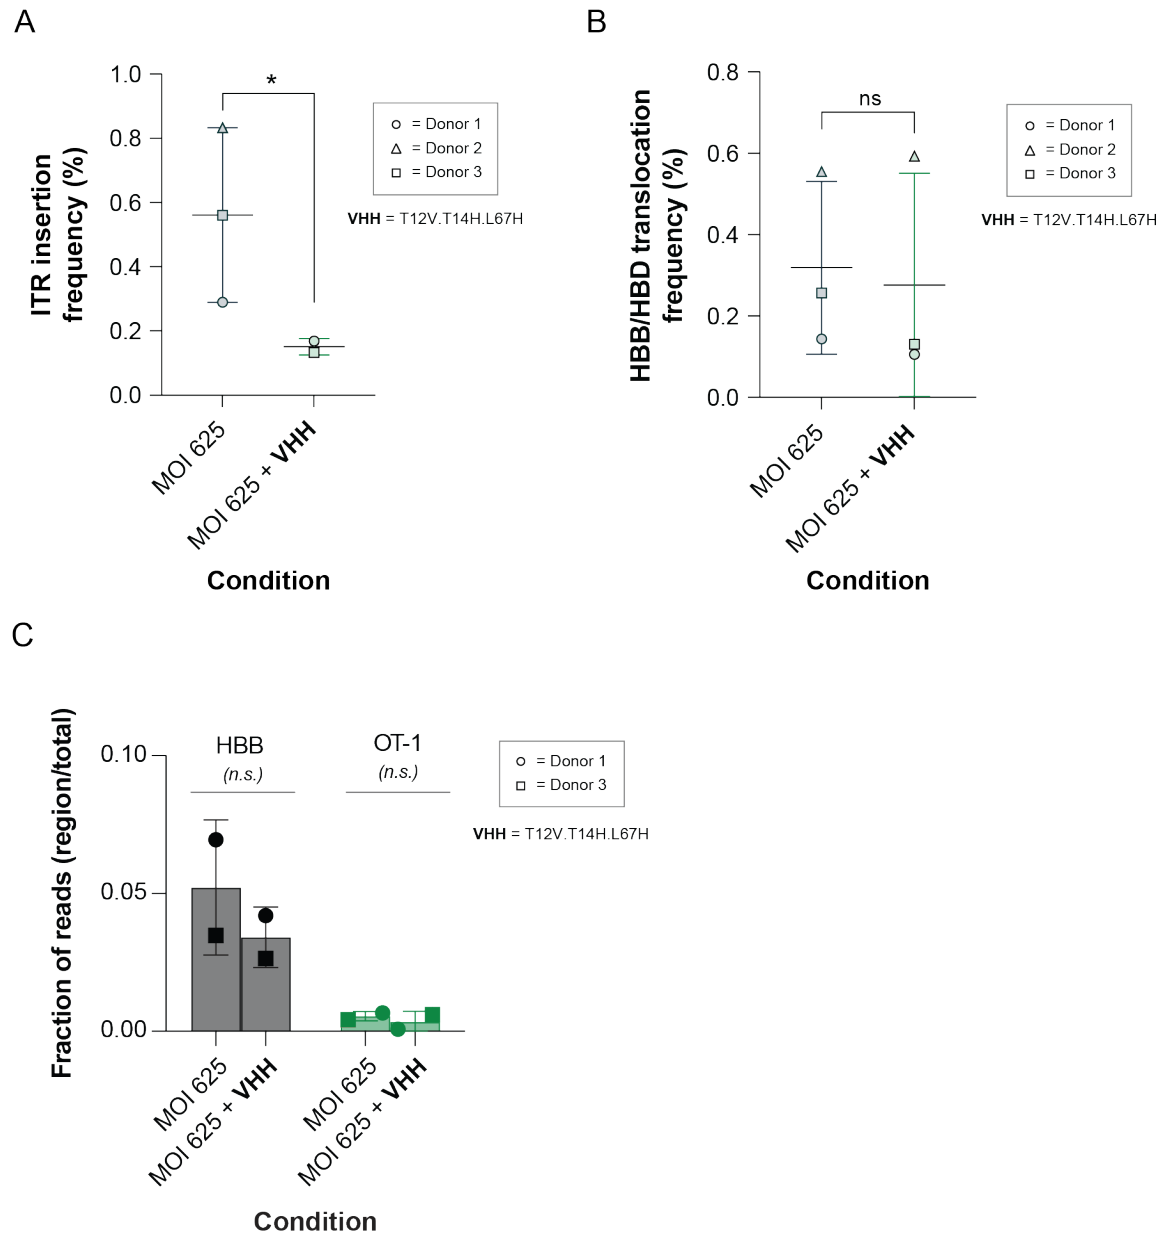 A
ITR insertion
frequency (%)
1.0
0.8
0.6
0.4
0.2
0.0
*
= Donor 1
= Donor 2
= Donor 3
VHH = T12V.T14H.L67H
MOI 625
MOI 625 + VHH
Condition
B
HBB/HBD translocation
frequency (%)
0.8
0.6
0.4
0.2
0.0
ns
= Donor 1
= Donor 2
= Donor 3
VHH = T12V.T14H.L67H
MOI 625
MOI 625 + VHH
Condition
C
Fraction of reads (region/total)
0.10
0.05
0.00
HBB
(n.s.)
OT-1
(n.s.)
= Donor 1
= Donor 3
VHH = T12V.T14H.L67H
MOI 625
MOI 625 + VHH
MOI 625
MOI 625 + VHH
Condition